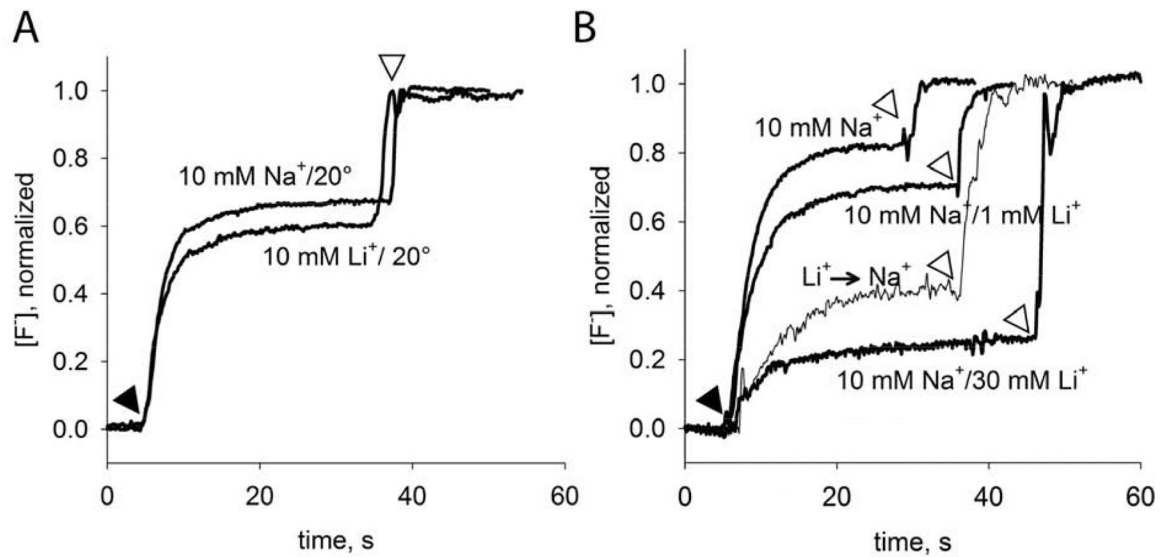 A
[F-], normalized
1.0
0.8
0.6
0.4
0.2
0.0
10 mM Na⁺/20°
10 mM Li⁺/ 20°
0 20 40 60
time, s
B
[F-], normalized
1.0
0.8
0.6
0.4
0.2
0.0
10 mM Na⁺
10 mM Na⁺/1 mM Li⁺
Li⁺→ Na⁺
10 mM Na⁺/30 mM Li⁺
0 20 40 60
time, s